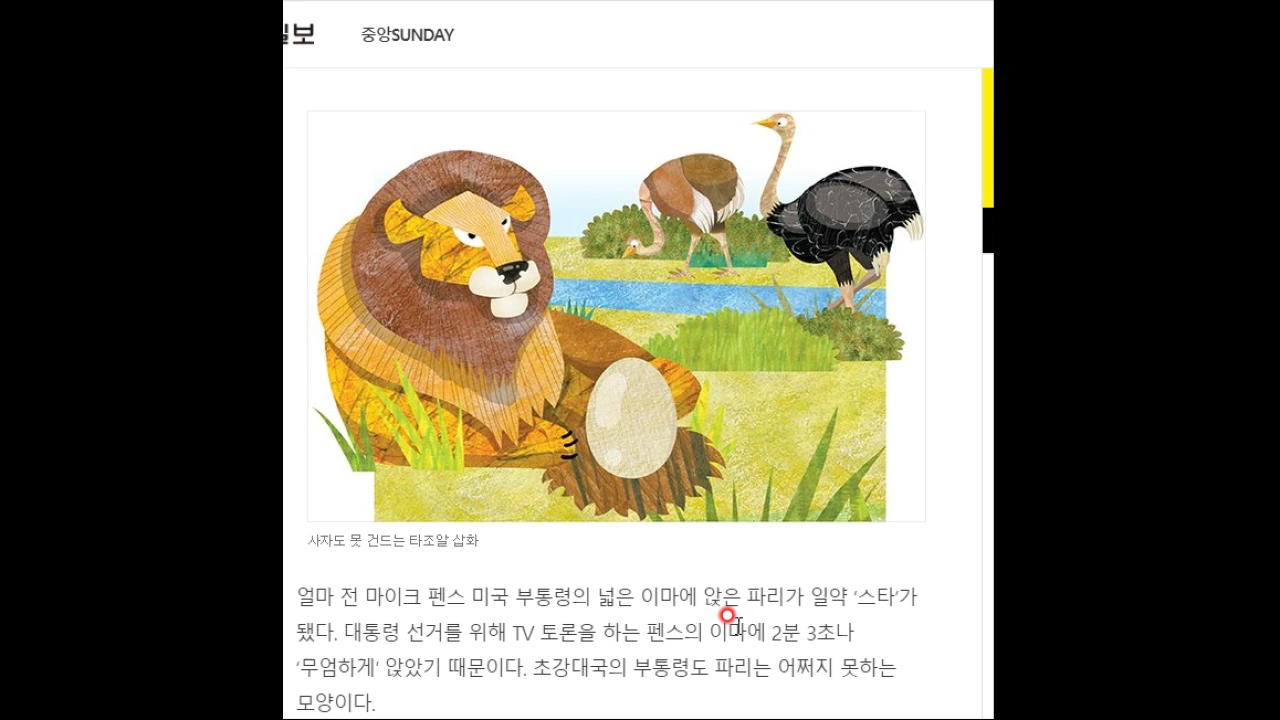 일보 중앙SUNDAY
사자도 못 건드는 타조알 삽화
얼마 전 마이크 펜스 미국 부통령의 넓은 이마에 앉은 파리가 일약 ‘스타’가
됐다. 대통령 선거를 위해 TV 토론을 하는 펜스의 이마에 2분 3초나
‘무엄하게’ 앉았기 때문이다. 초강대국의 부통령도 파리는 어쩌지 못하는
모양이다.